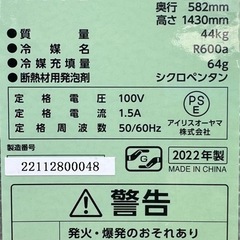 奥行 582mm
高さ 1430mm
●質量 44kg
●冷媒名 R600a
●冷媒充填量 64g
●断熱材用発泡剤 シクロペンタン
定格電圧 100V
定格電流 1.5A
定格周波数 50/60Hz
PSE
アイリスオーヤマ
株式会社
製造番号
22112800048
G
2022年製
警告
発火・爆発のおそれあり